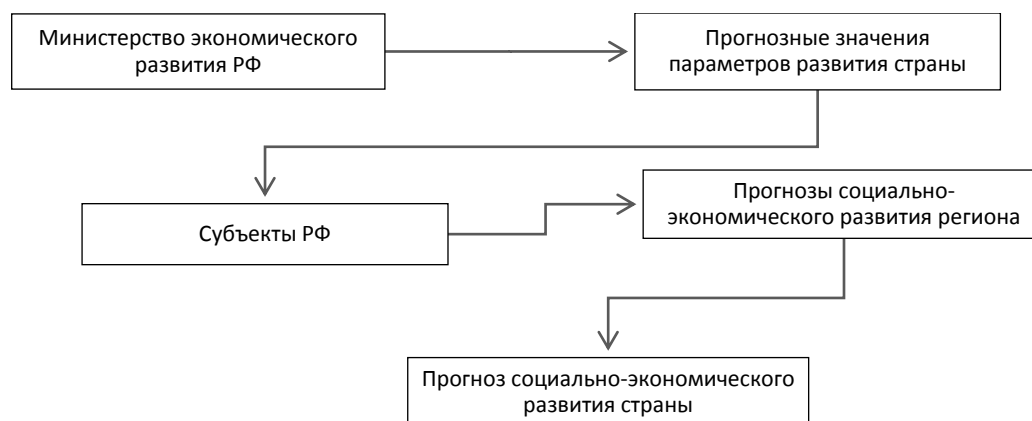 Министерство экономического
развития РФ
Прогнозные значения
параметров развития страны
Субъекты РФ
Прогнозы социально-
экономического развития региона
Прогноз социально-экономического
развития страны